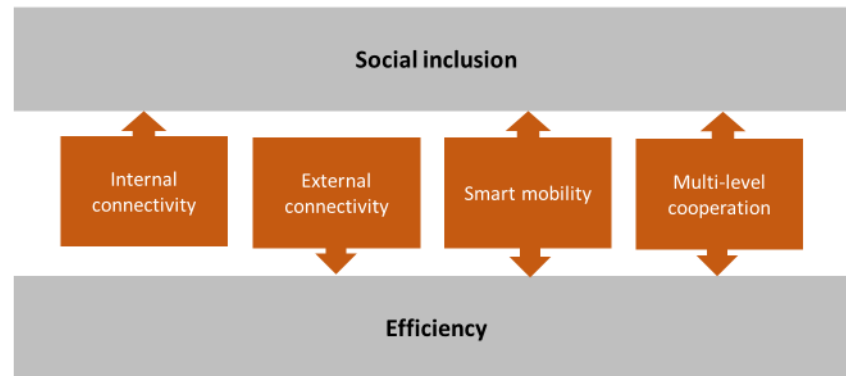 Social inclusion
Internal
connectivity
External
connectivity
Smart mobility
Multi-level
cooperation
Efficiency